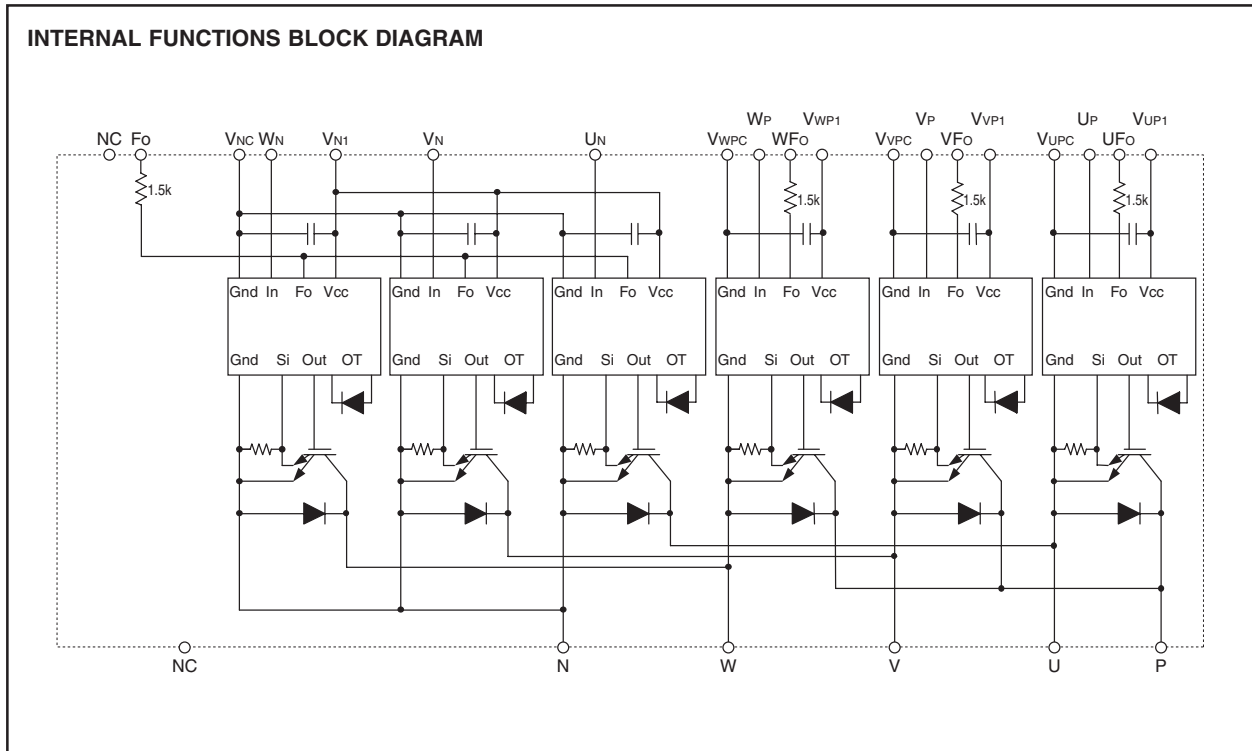 INTERNAL FUNCTIONS BLOCK DIAGRAM
WP VWP1 VP VVP1 UP VUP1
NC FO VNC WN VN1 VN UN VWPC WFO VVPC VFO VUPC UFO
1.5k 1.5k 1.5k 1.5k
Gnd In Fo Vcc Gnd In Fo Vcc Gnd In Fo Vcc Gnd In Fo Vcc Gnd In Fo Vcc Gnd In Fo Vcc
Gnd Si Out OT Gnd Si Out OT Gnd Si Out OT Gnd Si Out OT Gnd Si Out OT Gnd Si Out OT
NC N W V U P